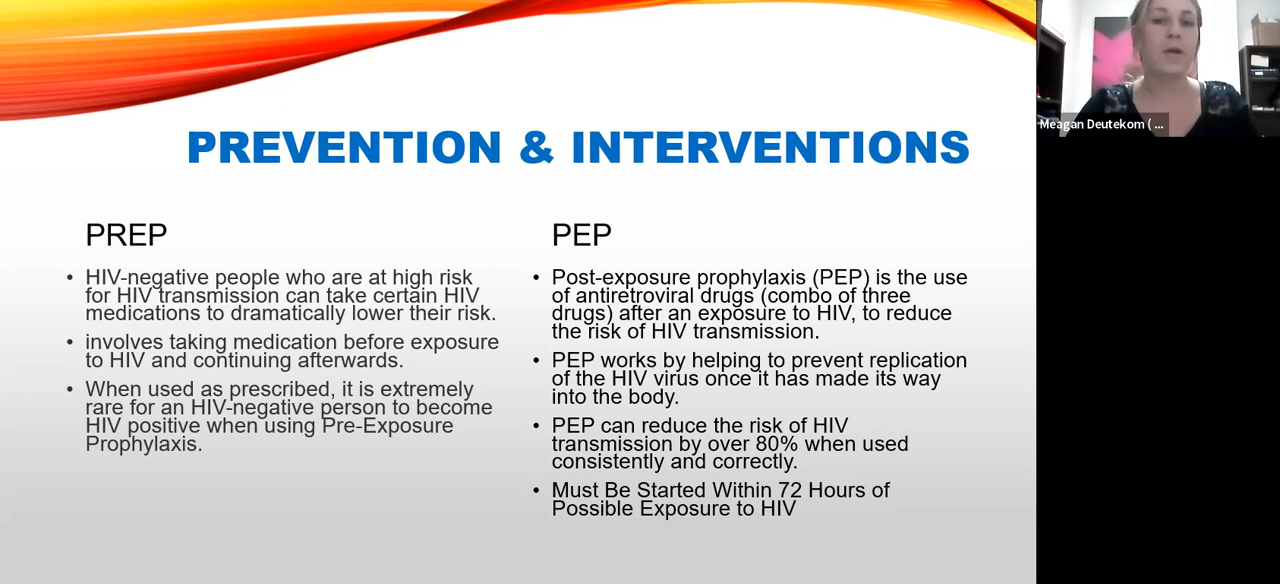 PREVENTION & INTERVENTIONS
PREP
• HIV-negative people who are at high risk
for HIV transmission can take certain HIV
medications to dramatically lower their risk.
• involves taking medication before exposure
to HIV and continuing afterwards.
• When used as prescribed, it is extremely
rare for an HIV-negative person to become
HIV positive when using Pre-Exposure
Prophylaxis.
PEP
• Post-exposure prophylaxis (PEP) is the use
of antiretroviral drugs (combo of three
drugs) after an exposure to HIV, to reduce
the risk of HIV transmission.
• PEP works by helping to prevent replication
of the HIV virus once it has made its way
into the body.
• PEP can reduce the risk of HIV
transmission by over 80% when used
consistently and correctly.
• Must Be Started Within 72 Hours of
Possible Exposure to HIV
Meagan Deutekom ( ...